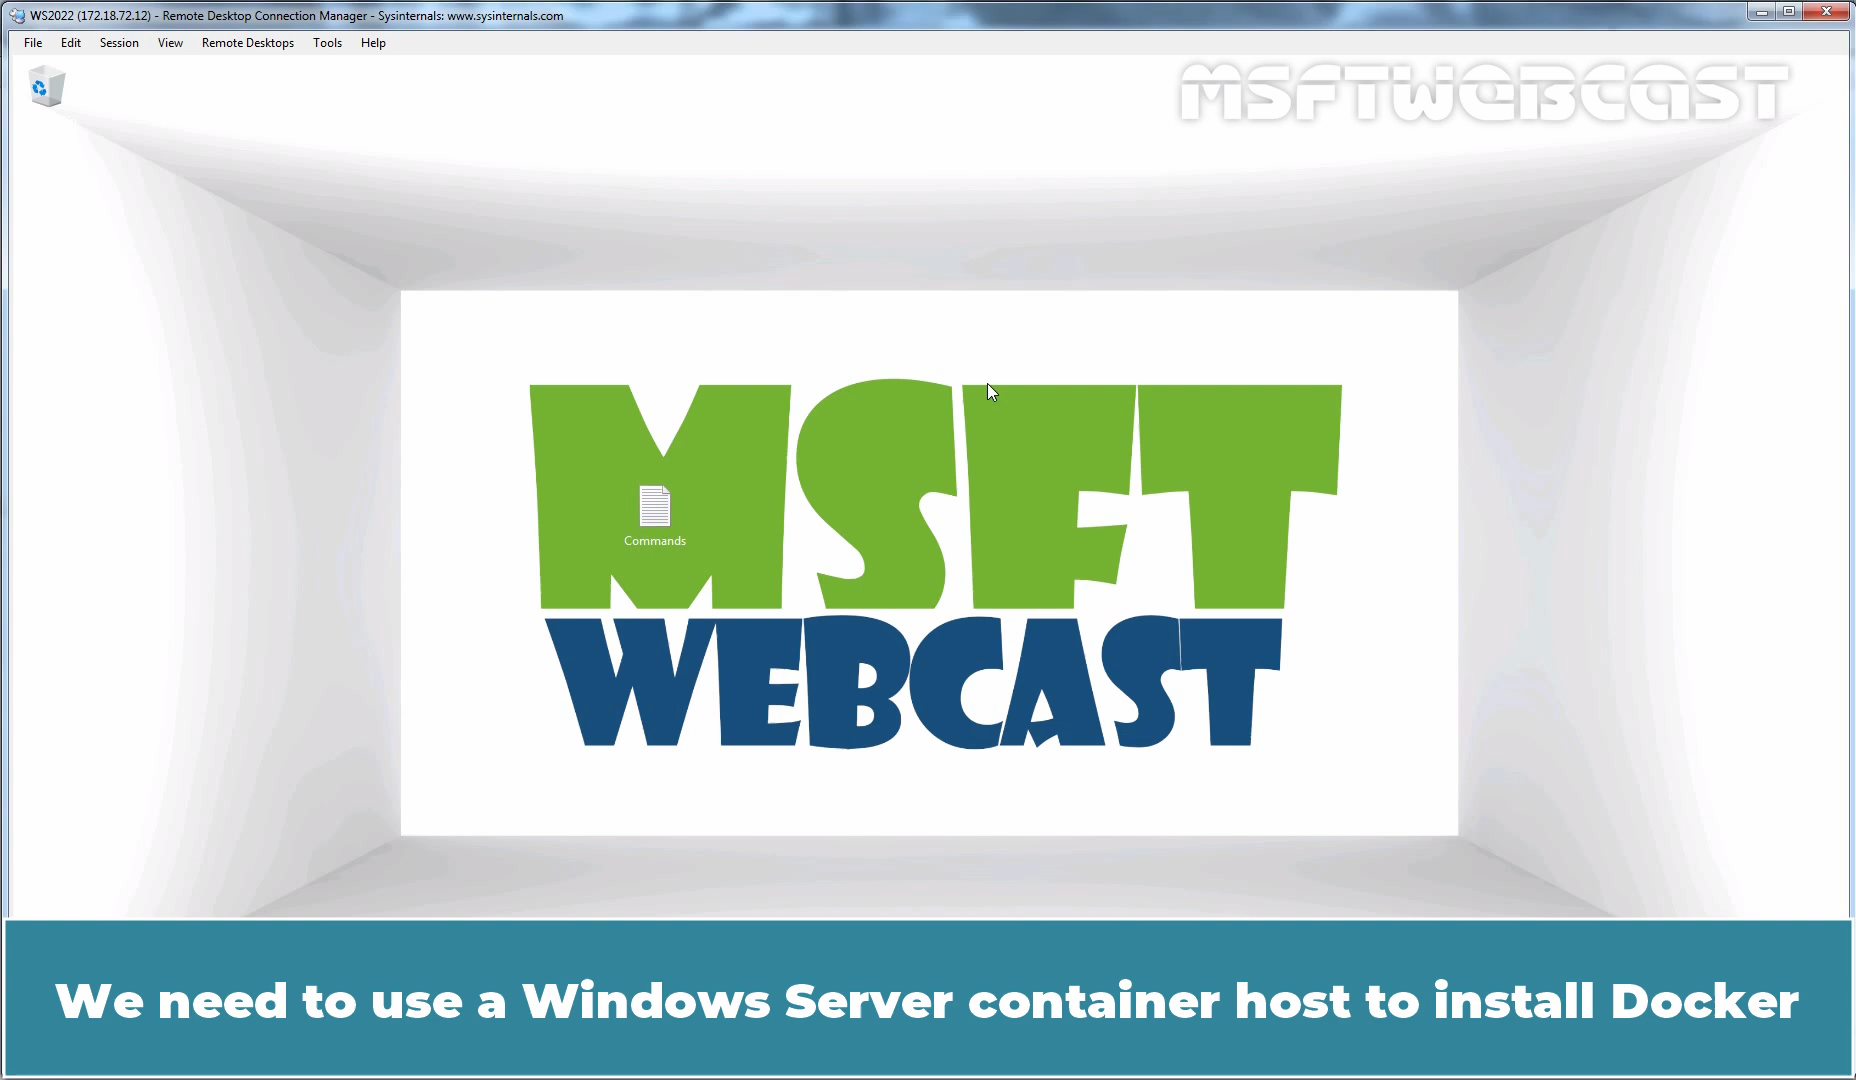 WS2022 (172.18.72.12) - Remote Desktop Connection Manager - Sysinternals: www.sysinternals.com
File Edit Session View Remote Desktops Tools Help
MSFTWEBCAST
MSFT
Commands
WEBCAST
We need to use a Windows Server container host to install Docker